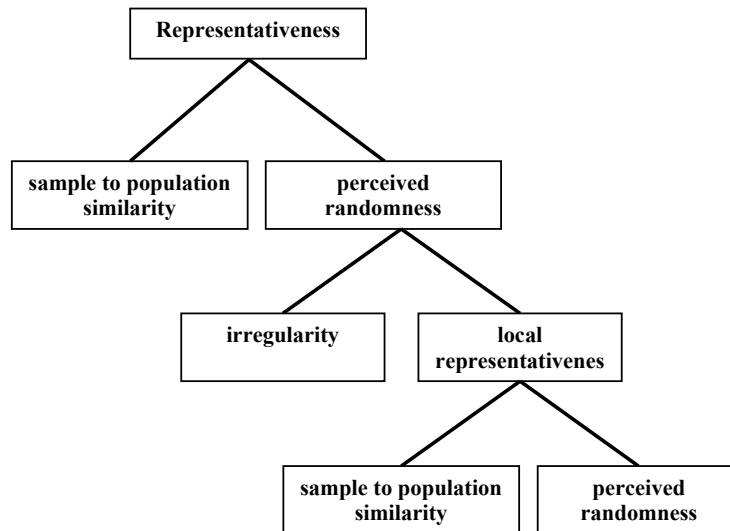 Representativeness
sample to population
similarity
perceived
randomness
irregularity
local
representativenes
sample to population
similarity
perceived
randomness